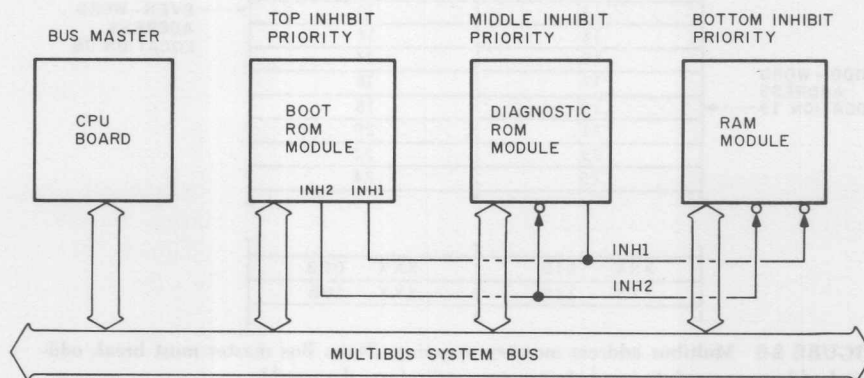 BUS MASTER
TOP INHIBIT
PRIORITY
MIDDLE INHIBIT
PRIORITY
BOTTOM INHIBIT
PRIORITY
CPU
BOARD
BOOT
ROM
MODULE
INH2 INH1
DIAGNOSTIC
ROM
MODULE
RAM
MODULE
INH1
INH2
MULTIBUS SYSTEM BUS